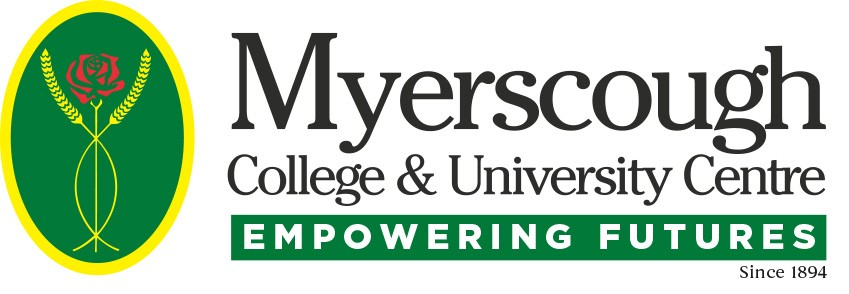 Myerscough
College & University Centre
EMPOWERING FUTURES
Since 1894